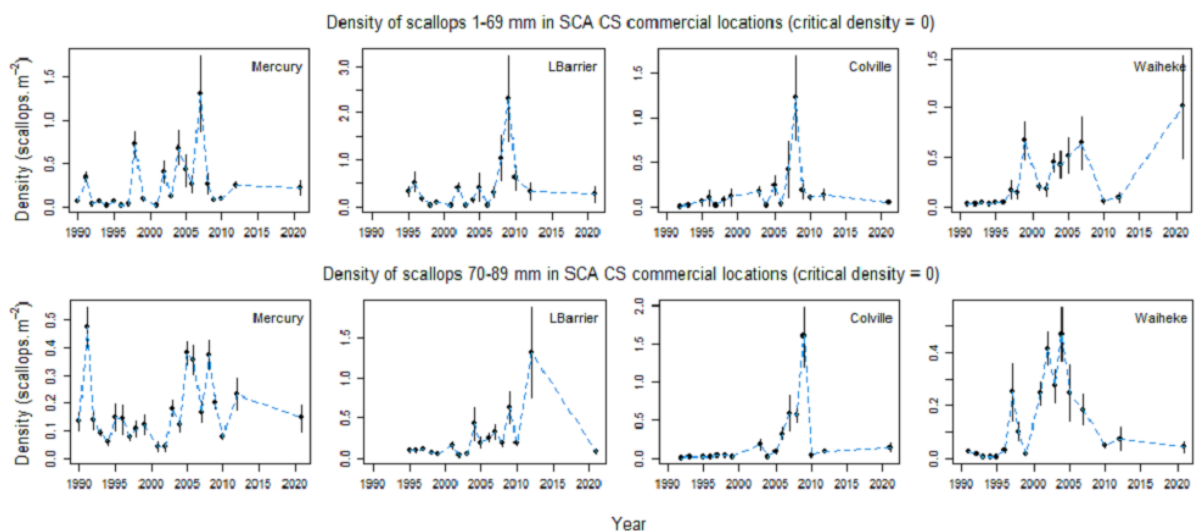 Density of scallops 1-69 mm in SCA CS commercial locations (critical density = 0)
Density (scallops.m⁻²)
Mercury
0.0 0.5 1.0 1.5
1990 1995 2000 2005 2010 2015 2020
LBarrier
0.0 1.0 2.0 3.0
1990 1995 2000 2005 2010 2015 2020
Colville
0.0 0.5 1.0 1.5
1990 1995 2000 2005 2010 2015 2020
Waiheke
0.0 0.5 1.0 1.5
1990 1995 2000 2005 2010 2015 2020
Density of scallops 70-89 mm in SCA CS commercial locations (critical density = 0)
Density (scallops.m⁻²)
Mercury
0.0 0.1 0.2 0.3 0.4 0.5
1990 1995 2000 2005 2010 2015 2020
LBarrier
0.0 0.5 1.0 1.5
1990 1995 2000 2005 2010 2015 2020
Colville
0.0 0.5 1.0 1.5 2.0
1990 1995 2000 2005 2010 2015 2020
Waiheke
0.0 0.2 0.4
1990 1995 2000 2005 2010 2015 2020
Year